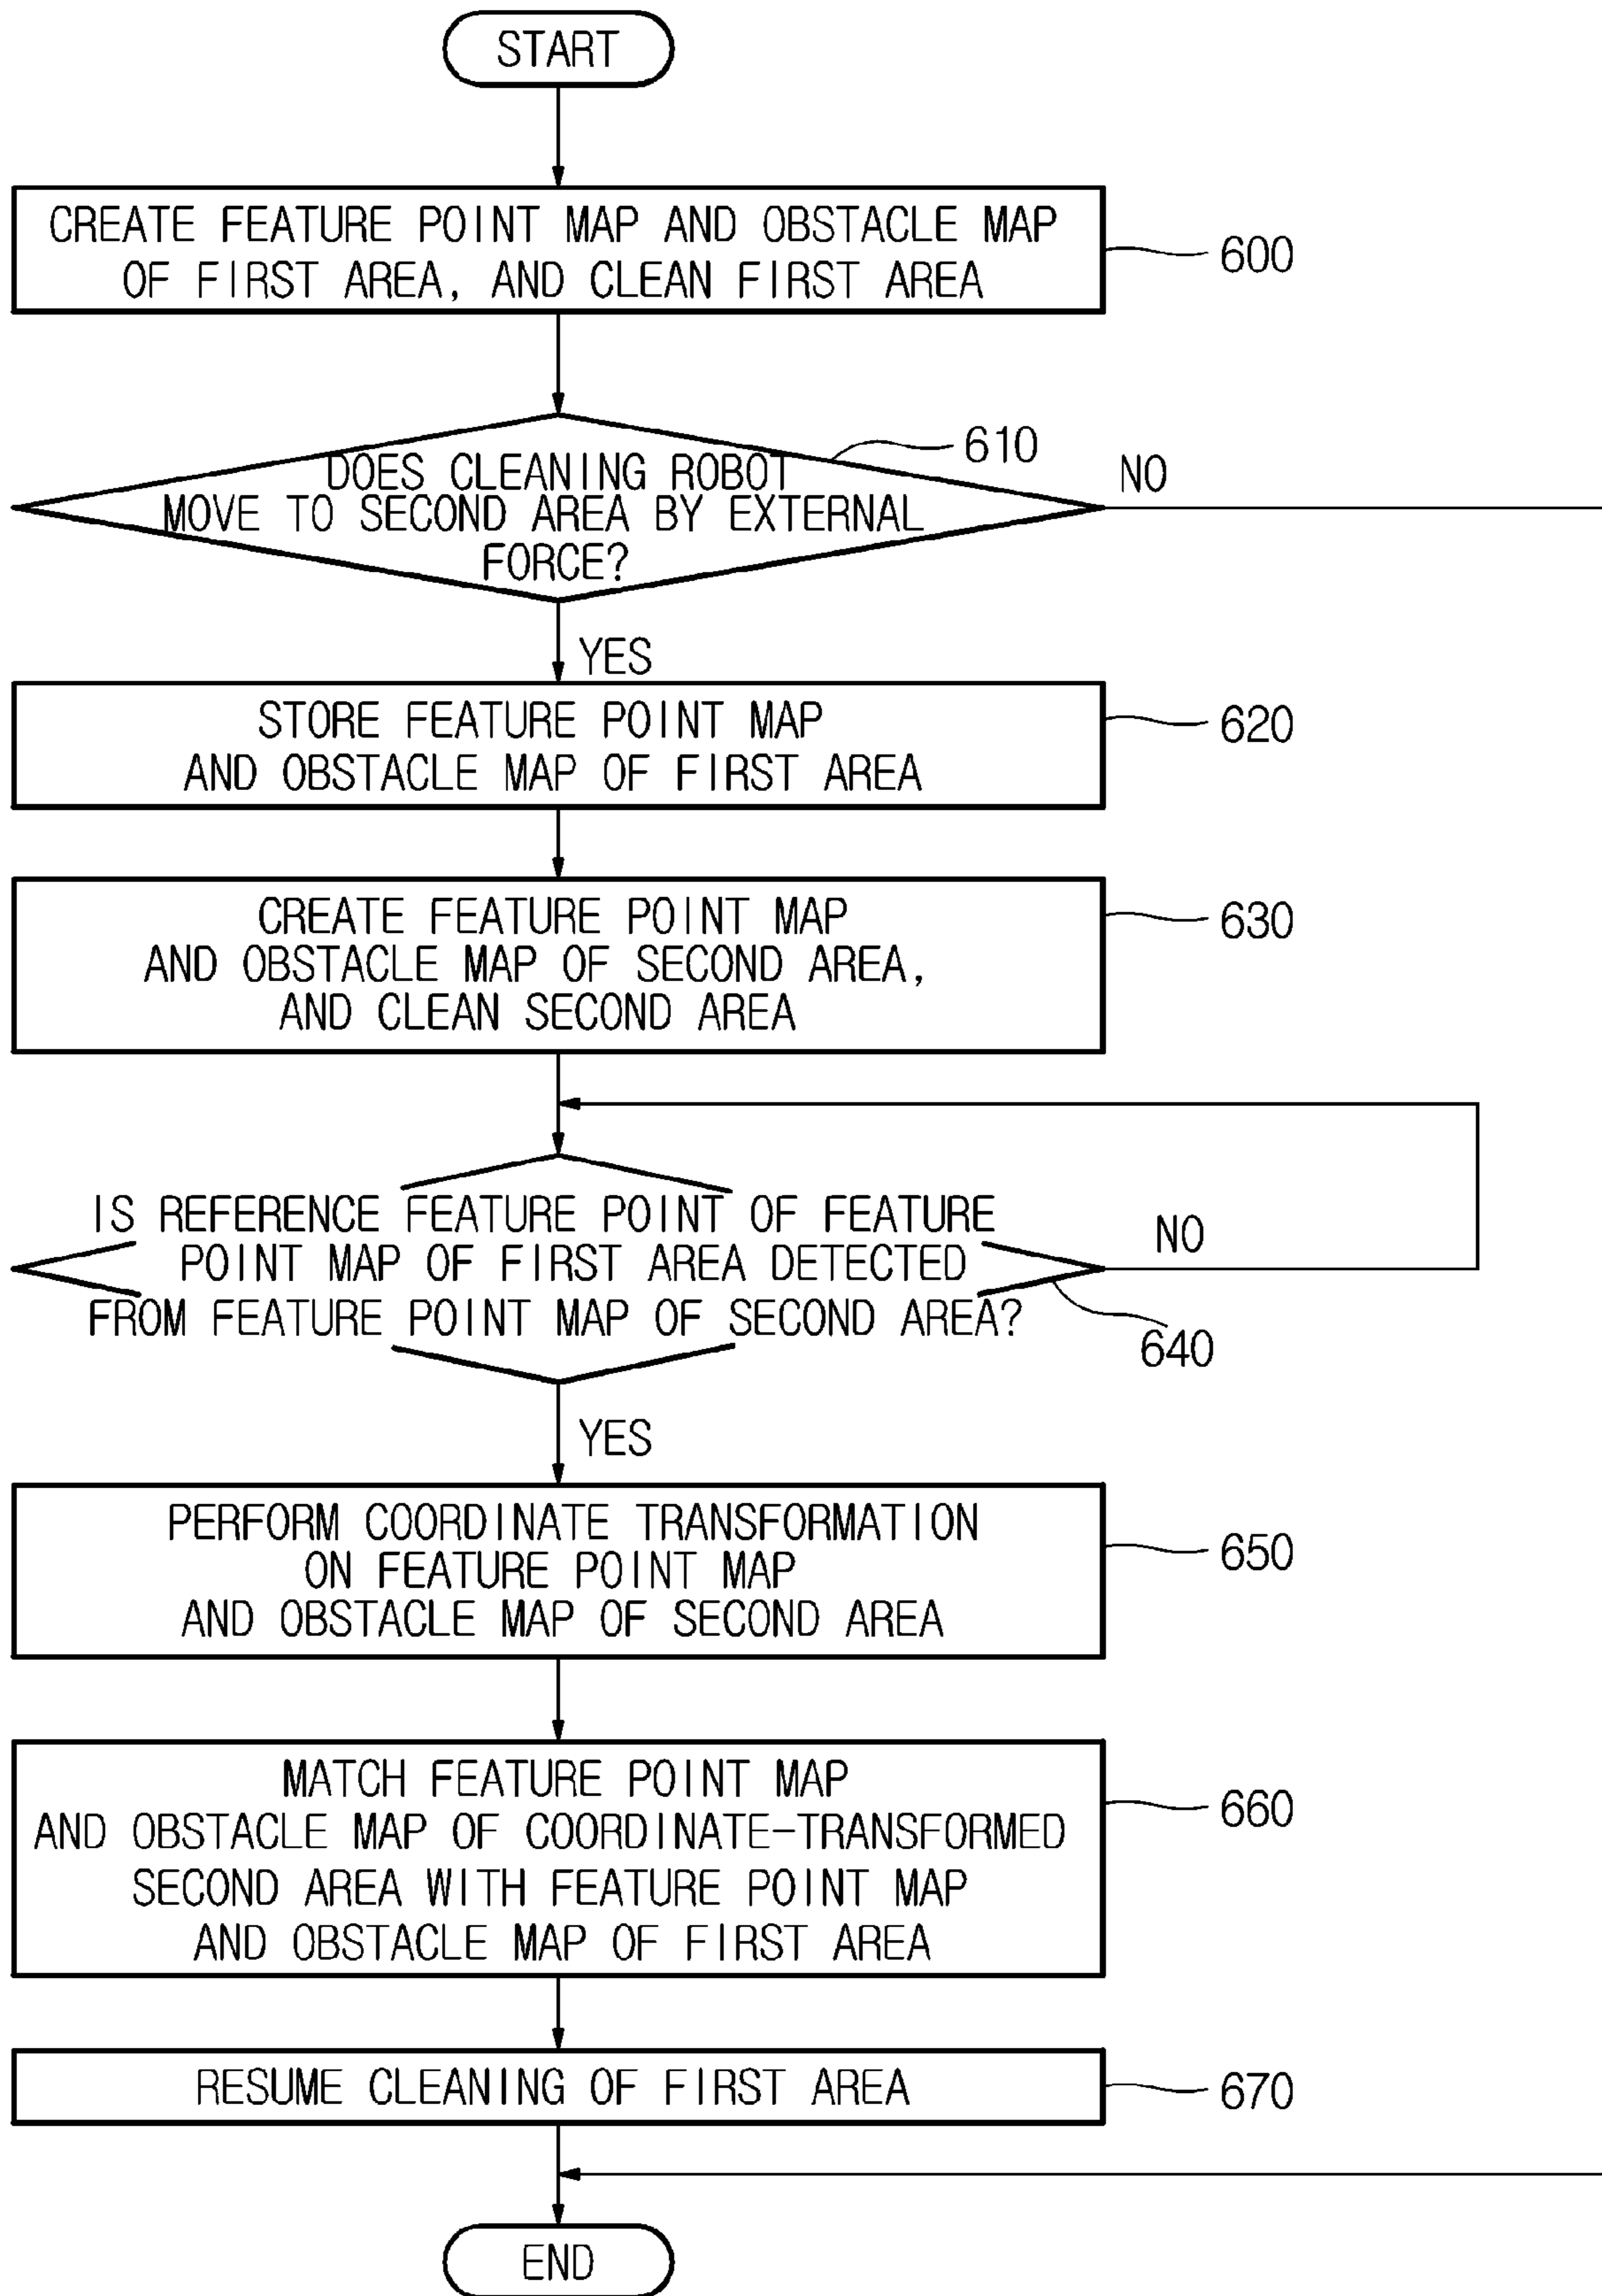 START
CREATE FEATURE POINT MAP AND OBSTACLE MAP
OF FIRST AREA, AND CLEAN FIRST AREA
600
DOES CLEANING ROBOT
MOVE TO SECOND AREA BY EXTERNAL
FORCE?
610
NO
YES
STORE FEATURE POINT MAP
AND OBSTACLE MAP OF FIRST AREA
620
CREATE FEATURE POINT MAP
AND OBSTACLE MAP OF SECOND AREA,
AND CLEAN SECOND AREA
630
IS REFERENCE FEATURE POINT OF FEATURE
POINT MAP OF FIRST AREA DETECTED
FROM FEATURE POINT MAP OF SECOND AREA?
NO
640
YES
PERFORM COORDINATE TRANSFORMATION
ON FEATURE POINT MAP
AND OBSTACLE MAP OF SECOND AREA
650
MATCH FEATURE POINT MAP
AND OBSTACLE MAP OF COORDINATE-TRANSFORMED
SECOND AREA WITH FEATURE POINT MAP
AND OBSTACLE MAP OF FIRST AREA
660
RESUME CLEANING OF FIRST AREA
670
END